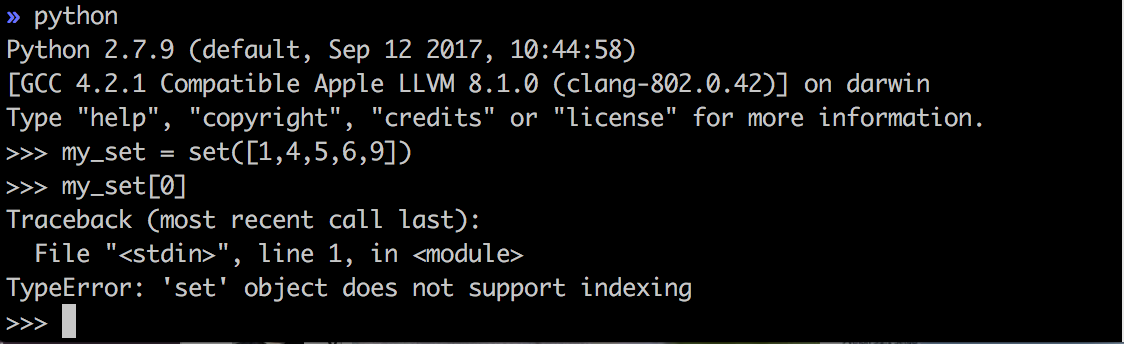 » python
Python 2.7.9 (default, Sep 12 2017, 10:44:58)
[GCC 4.2.1 Compatible Apple LLVM 8.1.0 (clang-802.0.42)] on darwin
Type "help", "copyright", "credits" or "license" for more information.
>>> my_set = set([1,4,5,6,9])
>>> my_set[0]
Traceback (most recent call last):
  File "<stdin>", line 1, in <module>
TypeError: 'set' object does not support indexing
>>>